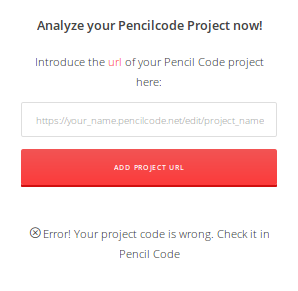 Analyze your Pencilcode Project now!
Introduce the url of your Pencil Code project
here:
https://your_name.pencilcode.net/edit/project_name
ADD PROJECT URL
Error! Your project code is wrong. Check it in
Pencil Code